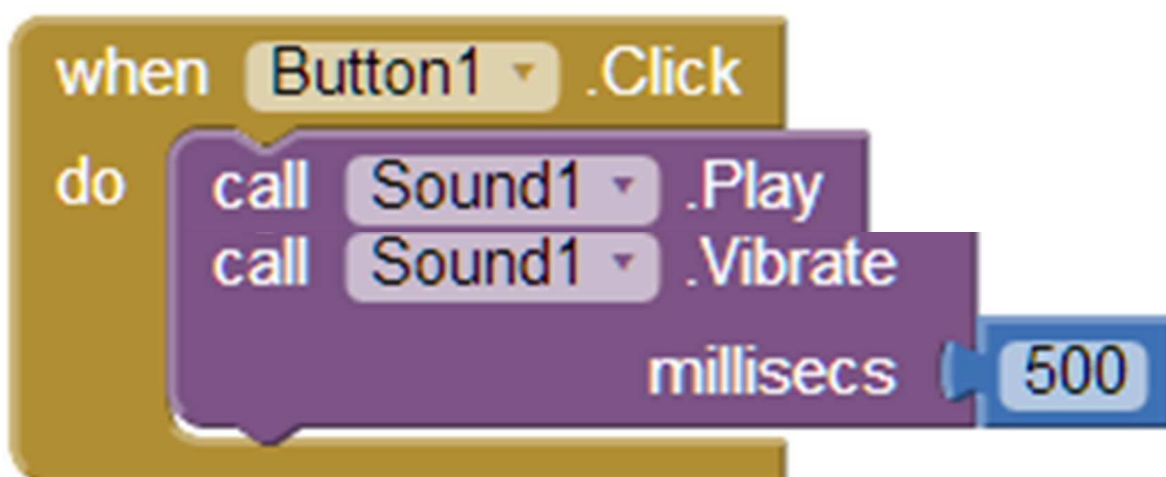 when Button1 .Click
do call Sound1 .Play
call Sound1 .Vibrate
millisecs 500